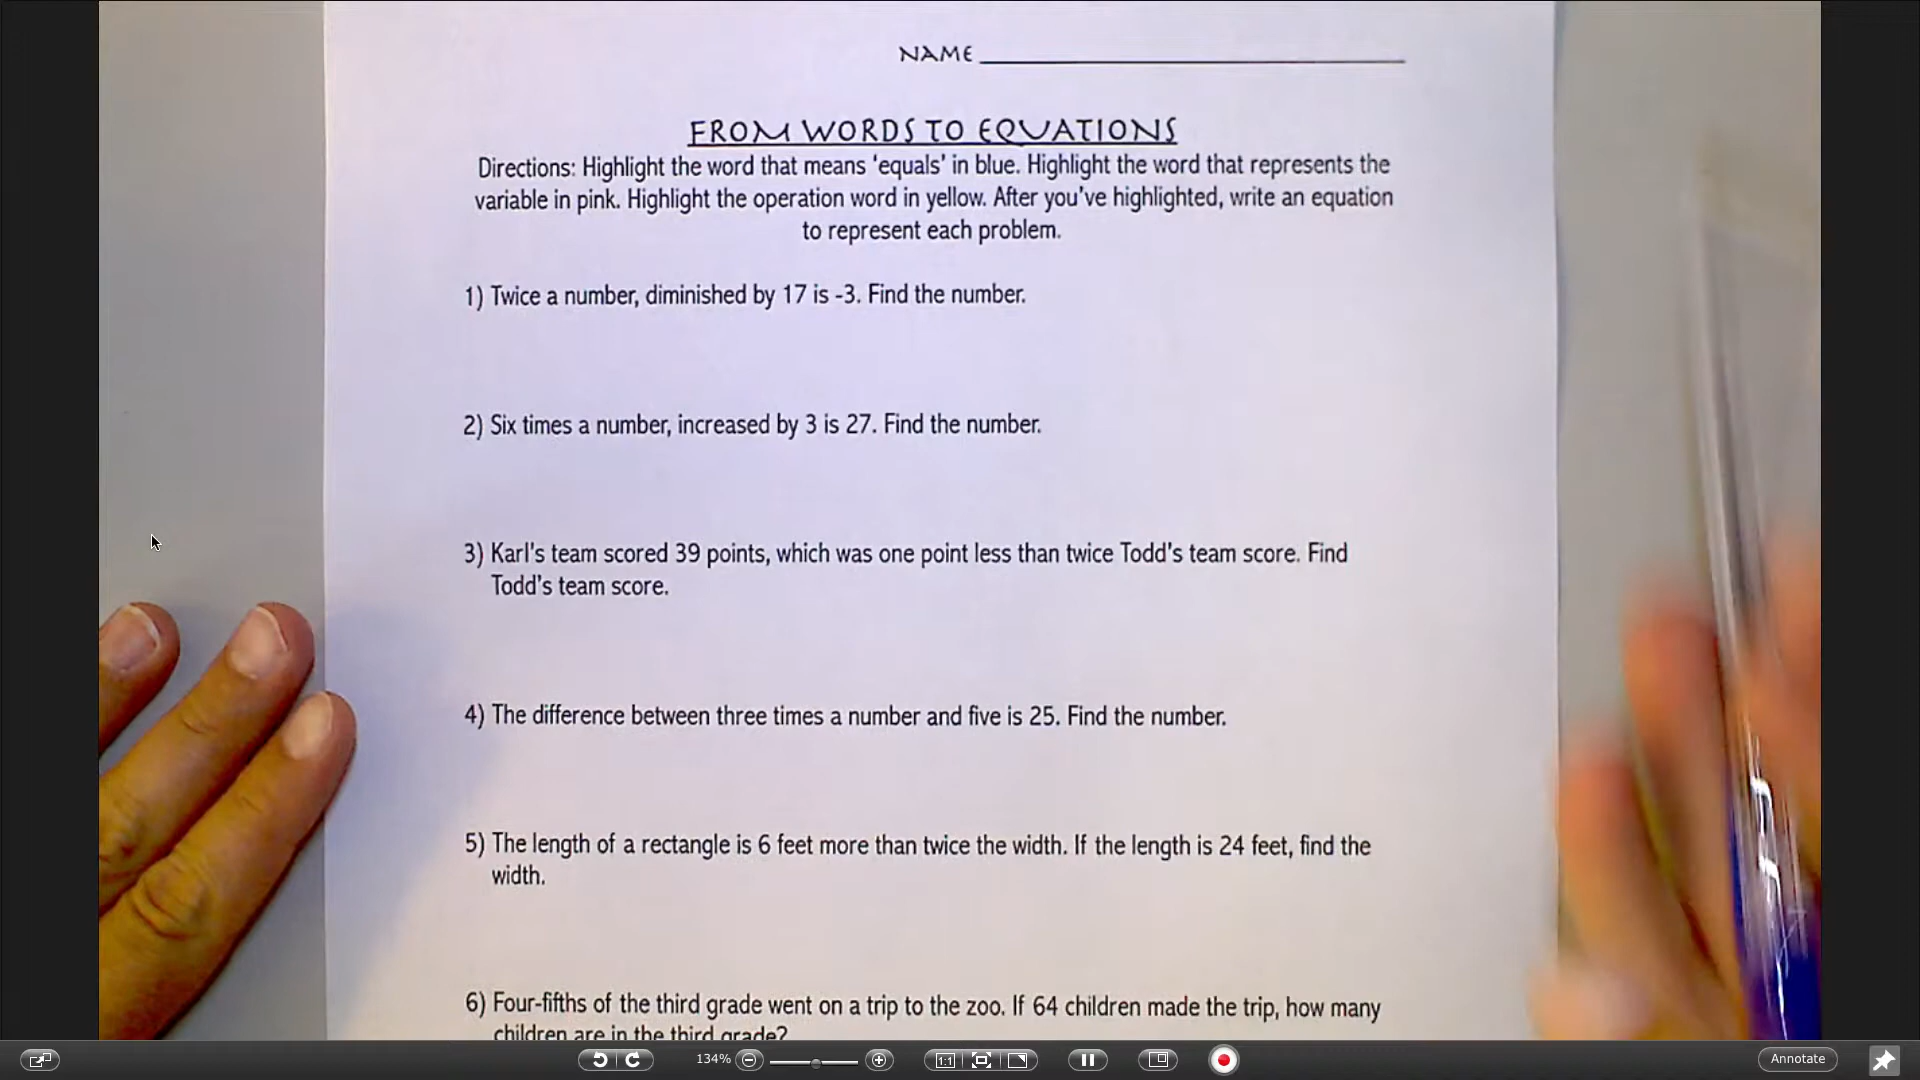 NAME
FROM WORDS TO EQUATIONS
Directions: Highlight the word that means 'equals' in blue. Highlight the word that represents the
variable in pink. Highlight the operation word in yellow. After you've highlighted, write an equation
to represent each problem.
1) Twice a number, diminished by 17 is -3. Find the number.
2) Six times a number, increased by 3 is 27. Find the number.
3) Karl's team scored 39 points, which was one point less than twice Todd's team score. Find
Todd's team score.
4) The difference between three times a number and five is 25. Find the number.
5) The length of a rectangle is 6 feet more than twice the width. If the length is 24 feet, find the
width.
6) Four-fifths of the third grade went on a trip to the zoo. If 64 children made the trip, how many
children are in the third grade?
134%
1:1
Annotate